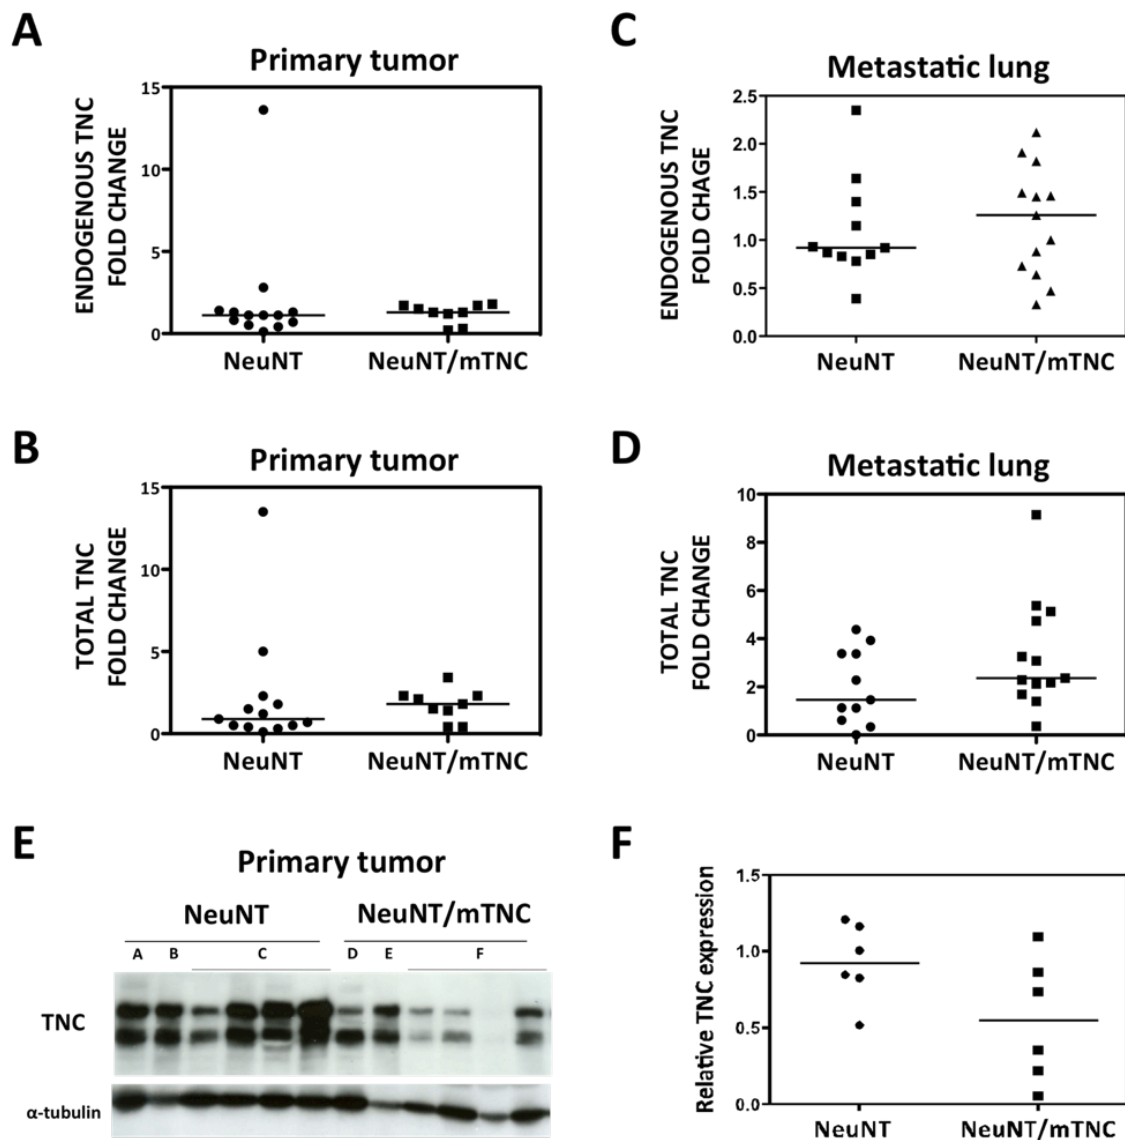 A
Primary tumor
ENDOGENOUS TNC
FOLD CHANGE
15
10
5
0
NeuNT
NeuNT/mTNC
C
Metastatic lung
ENDOGENOUS TNC
FOLD CHAGE
2.5
2.0
1.5
1.0
0.5
0.0
NeuNT
NeuNT/mTNC
B
Primary tumor
TOTAL TNC
FOLD CHANGE
15
10
5
0
NeuNT
NeuNT/mTNC
D
Metastatic lung
TOTAL TNC
FOLD CHANGE
10
8
6
4
2
0
NeuNT
NeuNT/mTNC
E
Primary tumor
NeuNT
NeuNT/mTNC
A B C D E F
TNC
α-tubulin
F
Relative TNC expression
1.5
1.0
0.5
0.0
NeuNT
NeuNT/mTNC